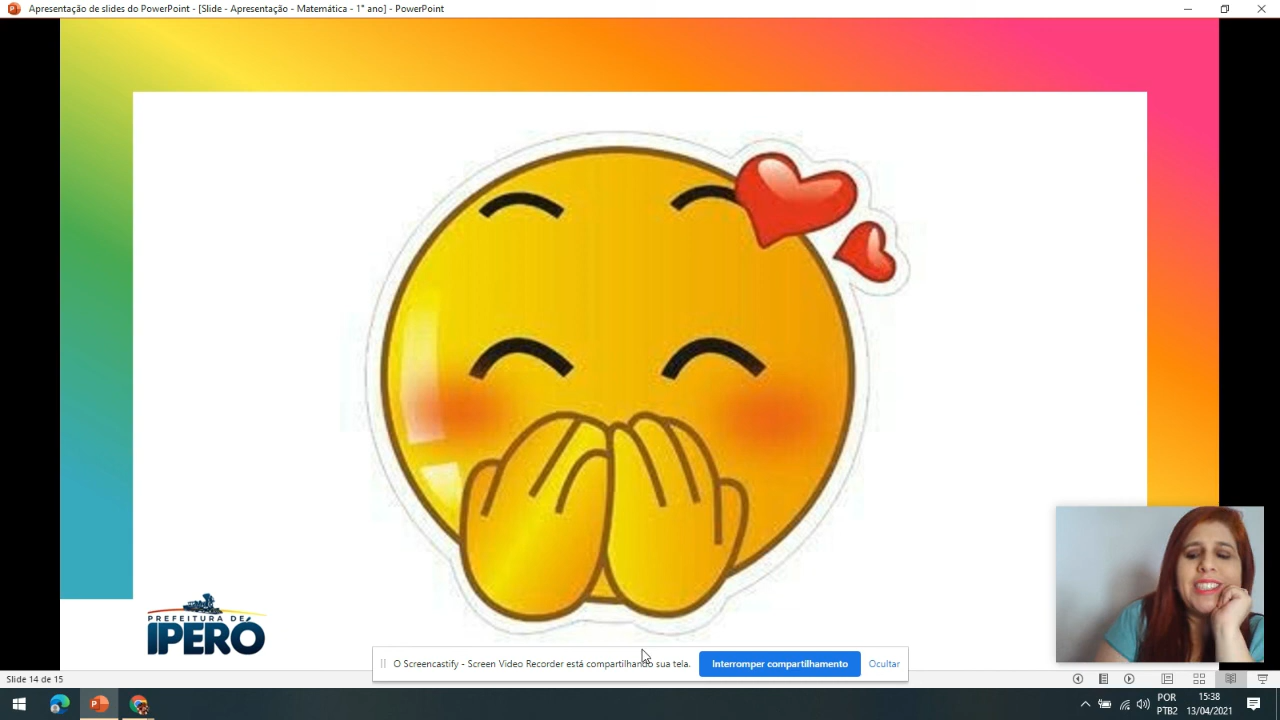 Apresentação de slides do PowerPoint - [Slide - Apresentação - Matemática - 1° ano] - PowerPoint
PREFEITURA DE
IPERÓ
O Screencastify - Screen Video Recorder está compartilhando sua tela.
Interromper compartilhamento
Ocultar
Slide 14 de 15
POR
PTB2
15:38
13/04/2021